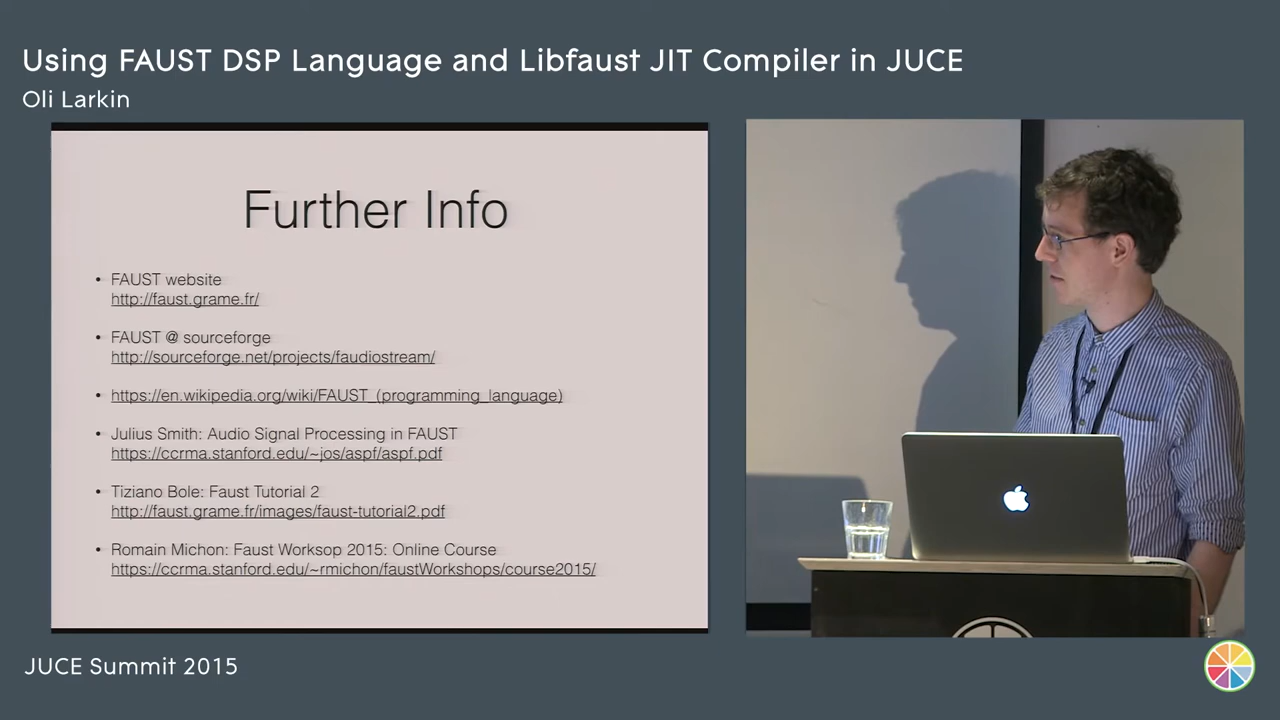 Using FAUST DSP Language and Libfaust JIT Compiler in JUCE
Oli Larkin
Further Info
• FAUST website
http://faust.grame.fr/
• FAUST @ sourceforge
http://sourceforge.net/projects/faudiostream/
• https://en.wikipedia.org/wiki/FAUST_(programming_language)
• Julius Smith: Audio Signal Processing in FAUST
https://ccrma.stanford.edu/~jos/aspf/aspf.pdf
• Tiziano Bole: Faust Tutorial 2
http://faust.grame.fr/images/faust-tutorial2.pdf
• Romain Michon: Faust Worksop 2015: Online Course
https://ccrma.stanford.edu/~rmichon/faustWorkshops/course2015/
JUCE Summit 2015